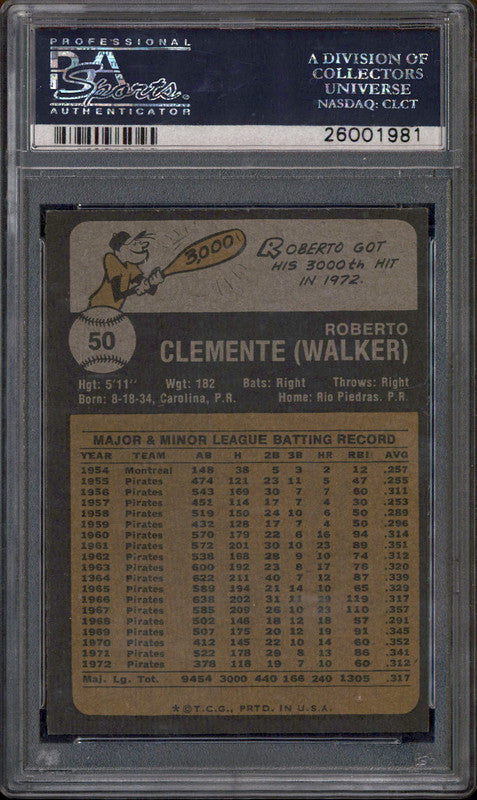 PROFESSIONAL
PSA
Sports
AUTHENTICATOR
A DIVISION OF
COLLECTORS
UNIVERSE
NASDAQ: CLCT
26001981
3,000
ROBERTO GOT
HIS 3000th HIT
IN 1972.
50
ROBERTO
CLEMENTE (WALKER)
Hgt: 5'11" Wgt: 182 Bats: Right Throws: Right
Born: 8-18-34, Carolina, P.R. Home: Rio Piedras, P.R.
MAJOR & MINOR LEAGUE BATTING RECORD
YEAR TEAM AB H 2B 3B HR RBI AVG
1954 Montreal 148 38 5 3 2 12 .257
1955 Pirates 474 121 23 11 5 47 .255
1956 Pirates 543 169 30 7 7 60 .311
1957 Pirates 451 114 17 7 4 30 .253
1958 Pirates 519 150 24 10 6 50 .289
1959 Pirates 432 128 17 7 4 50 .296
1960 Pirates 570 179 22 6 16 94 .314
1961 Pirates 572 201 30 10 23 89 .351
1962 Pirates 538 168 28 9 10 74 .312
1963 Pirates 600 192 23 8 17 76 .320
1964 Pirates 622 211 40 7 12 87 .339
1965 Pirates 589 194 21 14 10 65 .329
1966 Pirates 638 202 31 11 29 119 .317
1967 Pirates 585 209 26 10 23 110 .357
1968 Pirates 502 146 18 12 18 57 .291
1969 Pirates 507 175 20 12 19 91 .345
1970 Pirates 412 145 22 10 14 60 .352
1971 Pirates 522 178 29 8 13 86 .341
1972 Pirates 378 118 19 7 10 60 .312
Maj. Lg. Tot. 9454 3000 440 166 240 1305 .317
*©T.C.G., PRTD. IN U.S.A.